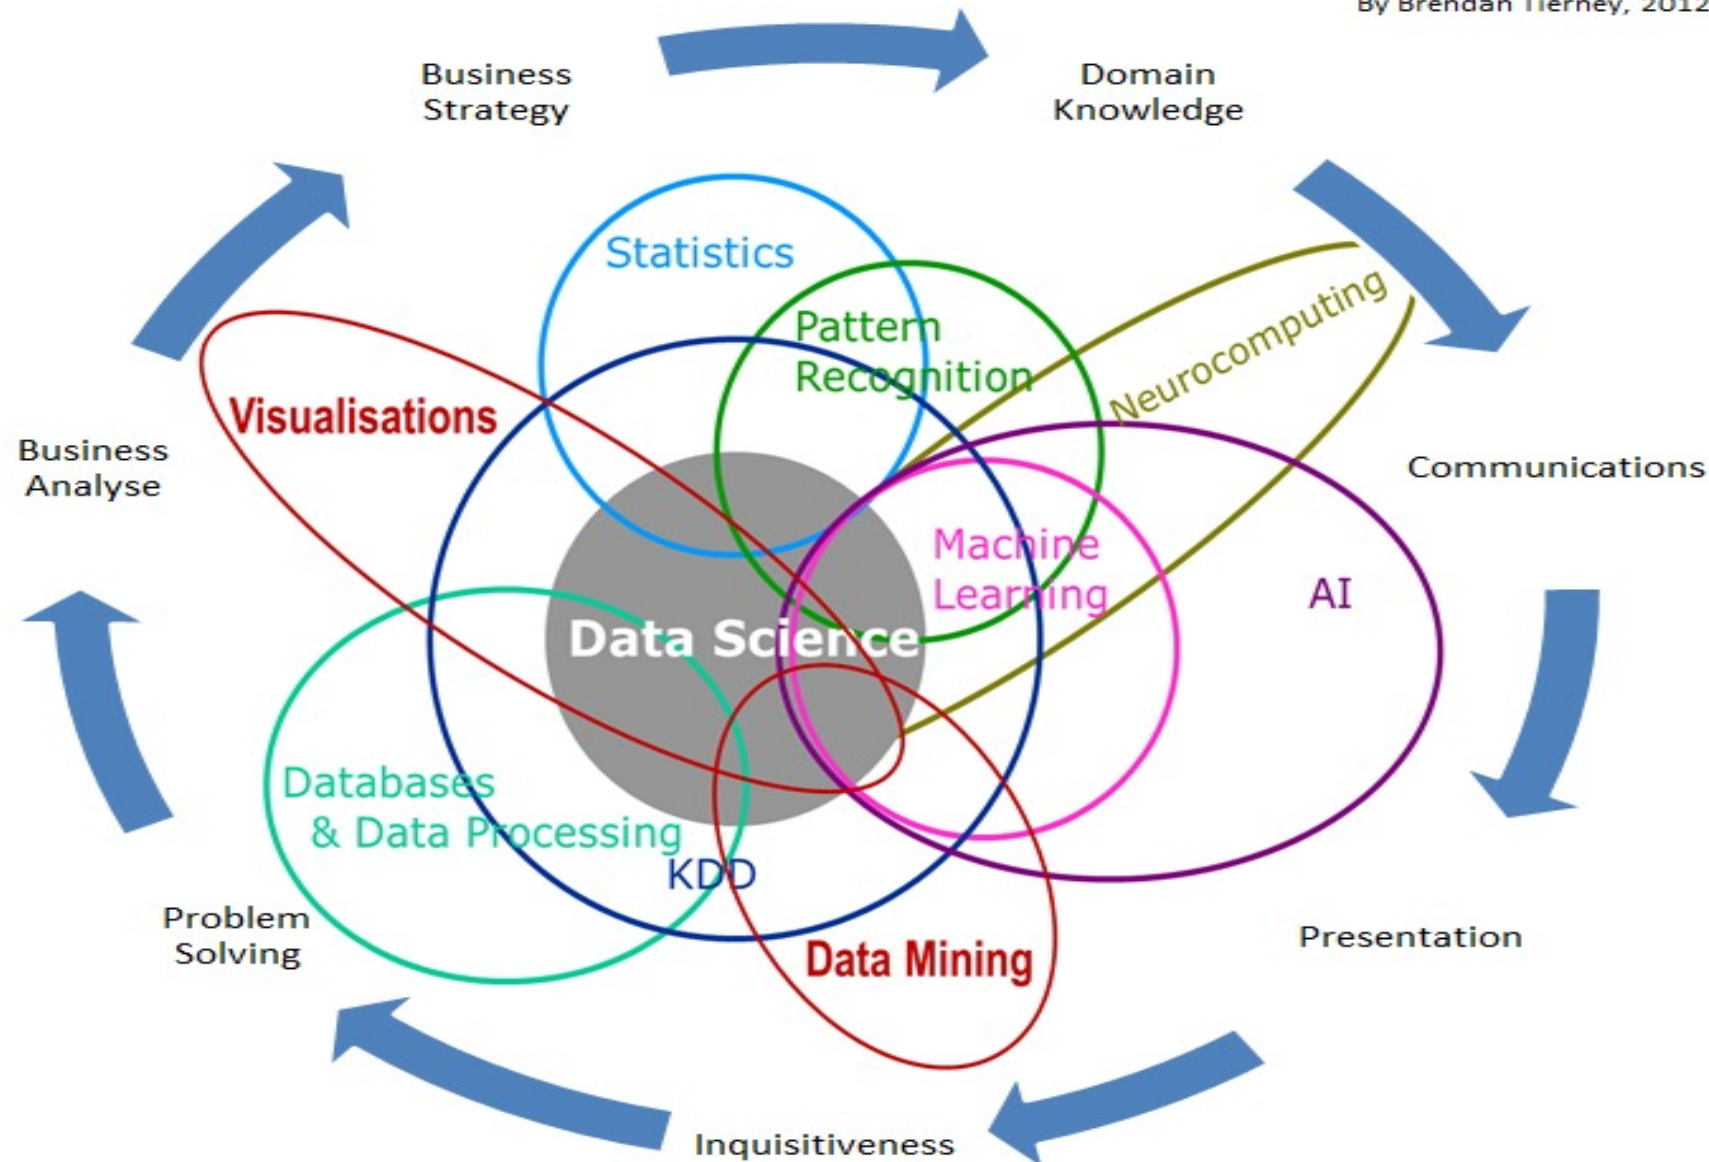 By Brendan Tierney, 2012
Business
Strategy
Domain
Knowledge
Statistics
Pattern
Recognition
Neurocomputing
Visualisations
Business
Analyse
Communications
Machine
Learning
AI
Data Science
Databases
& Data Processing
KDD
Problem
Solving
Data Mining
Presentation
Inquisitiveness